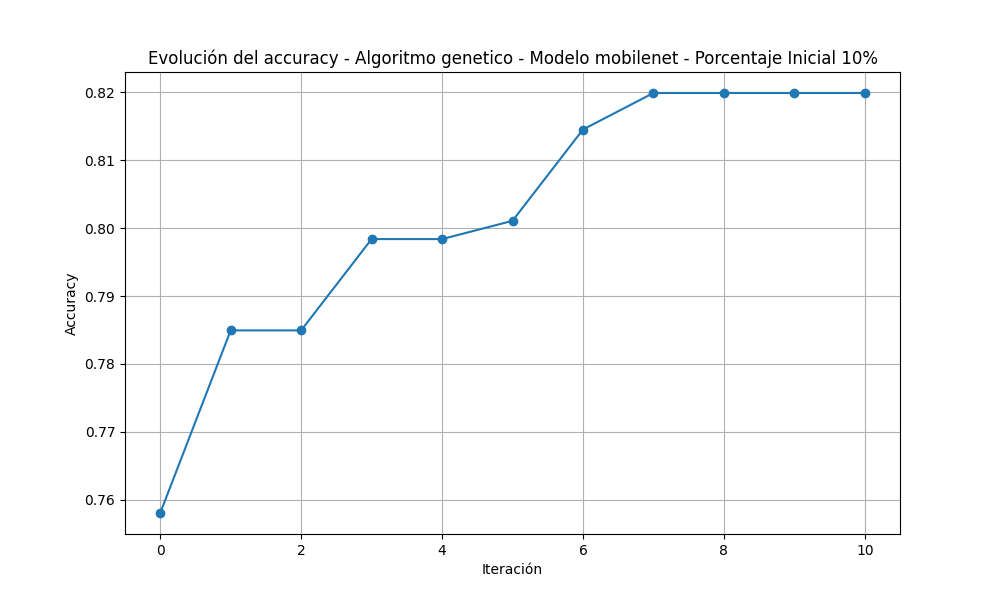 Evolución del accuracy - Algoritmo genetico - Modelo mobilenet - Porcentaje Inicial 10%
0.82
0.81
0.80
0.79
0.78
0.77
0.76
Accuracy
0 2 4 6 8 10
Iteración